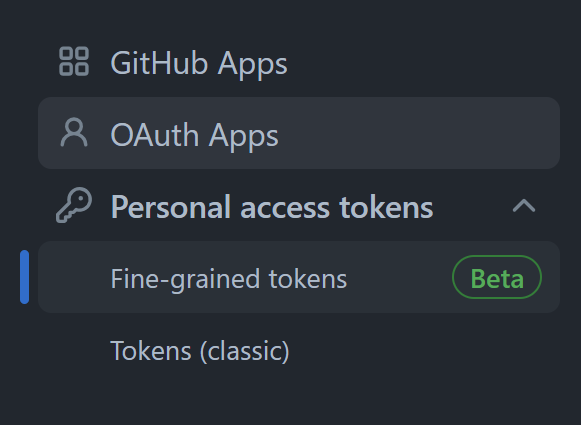 GitHub Apps
OAuth Apps
Personal access tokens
Fine-grained tokens Beta
Tokens (classic)